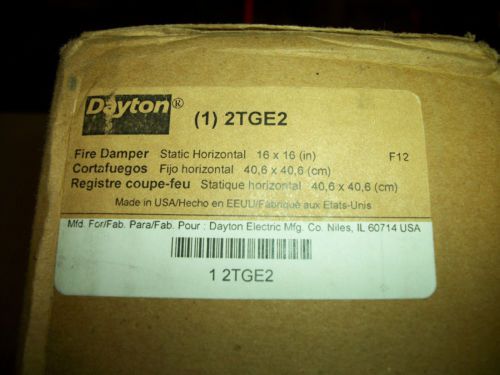 Dayton®
(1) 2TGE2
Fire Damper Static Horizontal 16 x 16 (in) F12
Cortafuegos Fijo horizontal 40,6 x 40,6 (cm)
Registre coupe-feu Statique horizontal 40,6 x 40,6 (cm)
Made in USA/Hecho en EEUU/Fabriqué aux Etats-Unis
Mfd. For/Fab. Para/Fab. Pour : Dayton Electric Mfg. Co. Niles, IL 60714 USA
1 2TGE2